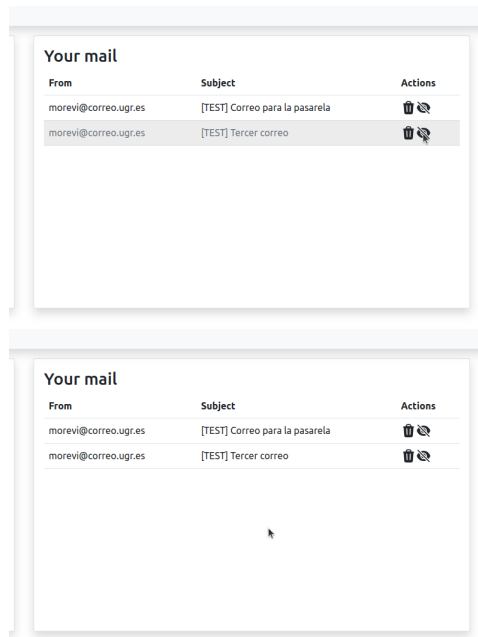 Your mail
From Subject Actions
morevi@correo.ugr.es [TEST] Correo para la pasarela
morevi@correo.ugr.es [TEST] Tercer correo
Your mail
From Subject Actions
morevi@correo.ugr.es [TEST] Correo para la pasarela
morevi@correo.ugr.es [TEST] Tercer correo